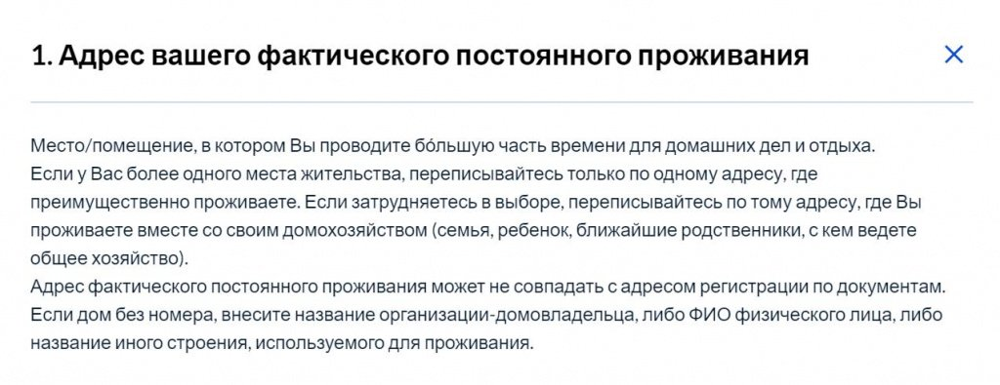 1. Адрес вашего фактического постоянного проживания
Место/помещение, в котором Вы проводите бо́льшую часть времени для домашних дел и отдыха.
Если у Вас более одного места жительства, переписывайтесь только по одному адресу, где
преимущественно проживаете. Если затрудняетесь в выборе, переписывайтесь по тому адресу, где Вы
проживаете вместе со своим домохозяйством (семья, ребенок, ближайшие родственники, с кем ведете
общее хозяйство).
Адрес фактического постоянного проживания может не совпадать с адресом регистрации по документам.
Если дом без номера, внесите название организации-домовладельца, либо ФИО физического лица, либо
название иного строения, используемого для проживания.